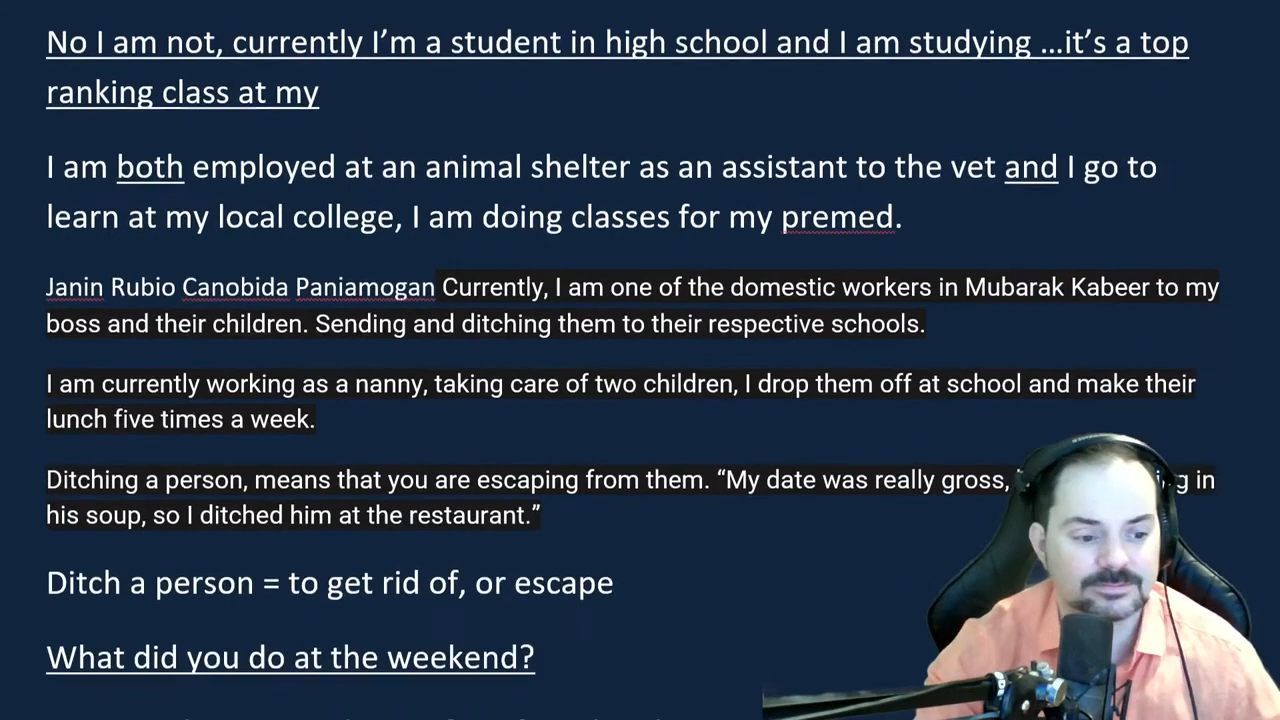 No I am not, currently I’m a student in high school and I am studying …it’s a top
ranking class at my
I am both employed at an animal shelter as an assistant to the vet and I go to
learn at my local college, I am doing classes for my premed.
Janin Rubio Canobida Paniamogan Currently, I am one of the domestic workers in Mubarak Kabeer to my
boss and their children. Sending and ditching them to their respective schools.
I am currently working as a nanny, taking care of two children, I drop them off at school and make their
lunch five times a week.
Ditching a person, means that you are escaping from them. “My date was really gross, in
his soup, so I ditched him at the restaurant.”
Ditch a person = to get rid of, or escape
What did you do at the weekend?